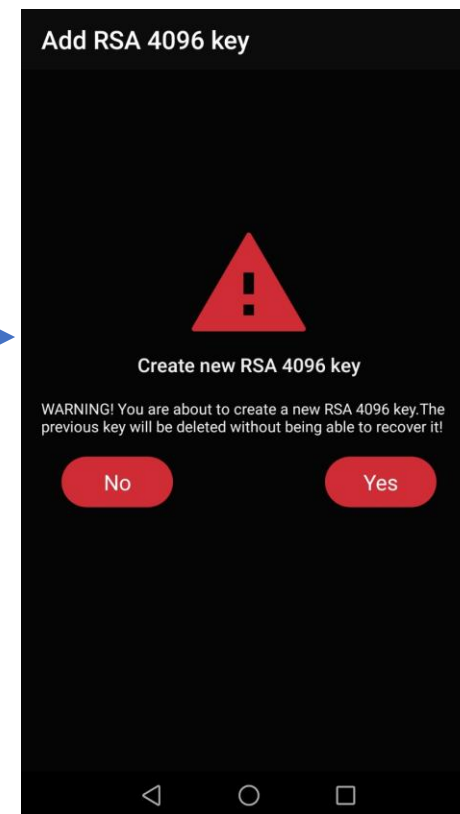 Add RSA 4096 key
Create new RSA 4096 key
WARNING! You are about to create a new RSA 4096 key.The
previous key will be deleted without being able to recover it!
No
Yes